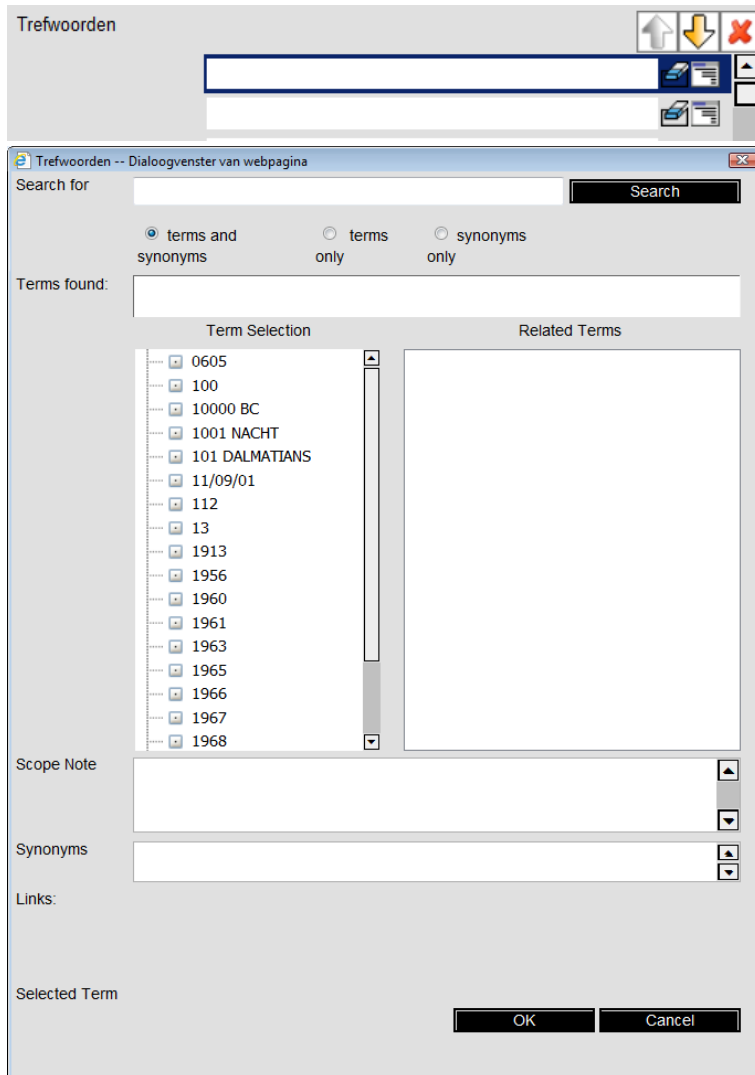 Trefwoorden
Trefwoorden -- Dialoogvenster van webpagina
Search for
Search
terms and synonyms
terms only
synonyms only
Terms found:
Term Selection
Related Terms
0605
100
10000 BC
1001 NACHT
101 DALMATIANS
11/09/01
112
13
1913
1956
1960
1961
1963
1965
1966
1967
1968
Scope Note
Synonyms
Links:
Selected Term
OK
Cancel